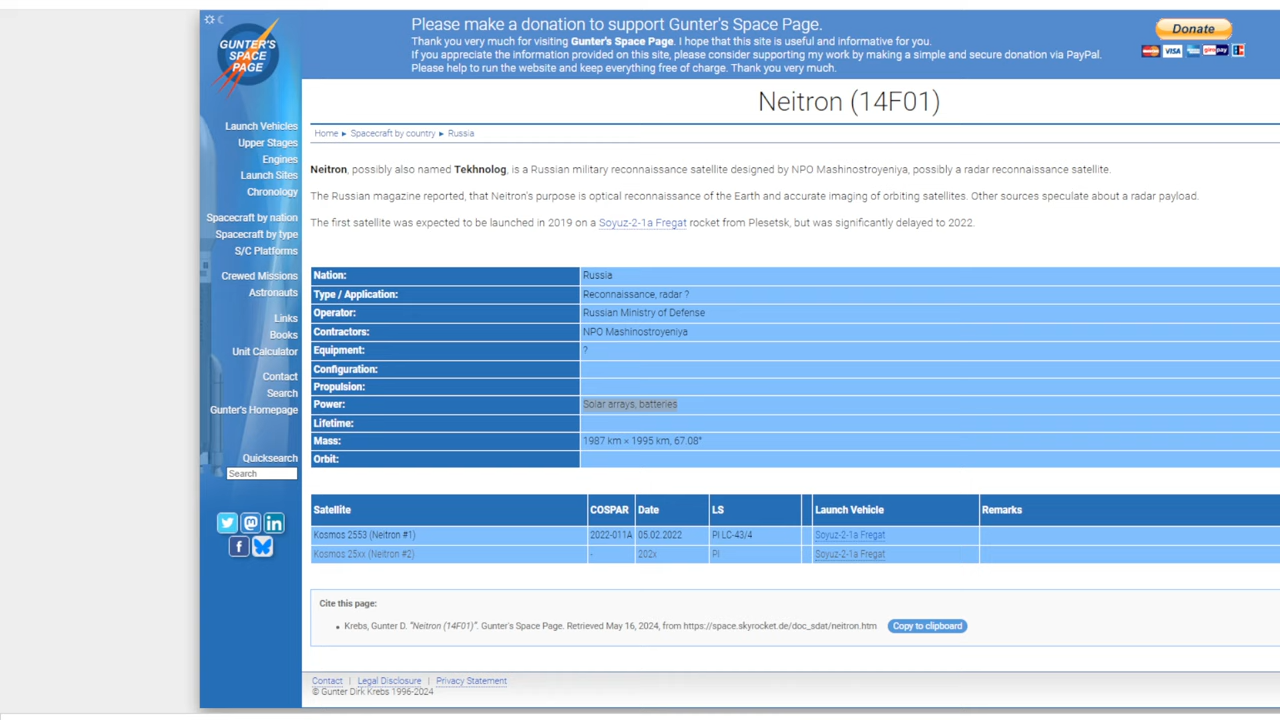 Please make a donation to support Gunter's Space Page.
Thank you very much for visiting Gunter's Space Page. I hope that this site is useful and informative for you.
If you appreciate the information provided on this site, please consider supporting my work by making a simple and secure donation via PayPal.
Please help to run the website and keep everything free of charge. Thank you very much.
Donate
VISA
GUNTER'S
SPACE
PAGE
Launch Vehicles
Upper Stages
Engines
Launch Sites
Chronology
Spacecraft by nation
Spacecraft by type
S/C Platforms
Crewed Missions
Astronauts
Links
Books
Unit Calculator
Contact
Search
Gunter's Homepage
Quicksearch
Search
Neitron (14F01)
Home ► Spacecraft by country ► Russia
Neitron, possibly also named Tekhnolog, is a Russian military reconnaissance satellite designed by NPO Mashinostroyeniya, possibly a radar reconnaissance satellite.
The Russian magazine reported, that Neitron's purpose is optical reconnaissance of the Earth and accurate imaging of orbiting satellites. Other sources speculate about a radar payload.
The first satellite was expected to be launched in 2019 on a Soyuz-2-1a Fregat rocket from Plesetsk, but was significantly delayed to 2022.
Nation: Russia
Type / Application: Reconnaissance, radar ?
Operator: Russian Ministry of Defense
Contractors: NPO Mashinostroyeniya
Equipment: ?
Configuration:
Propulsion:
Power: Solar arrays, batteries
Lifetime:
Mass: 1987 km × 1995 km, 67.08°
Orbit:
Satellite COSPAR Date LS Launch Vehicle Remarks
Kosmos 2553 (Neitron #1) 2022-011A 05.02.2022 Pl LC-43/4 Soyuz-2-1a Fregat
Kosmos 25xx (Neitron #2) - 202x Pl Soyuz-2-1a Fregat
Cite this page:
• Krebs, Gunter D. "Neitron (14F01)". Gunter's Space Page. Retrieved May 16, 2024, from https://space.skyrocket.de/doc_sdat/neitron.htm Copy to clipboard
Contact | Legal Disclosure | Privacy Statement
© Gunter Dirk Krebs 1996-2024